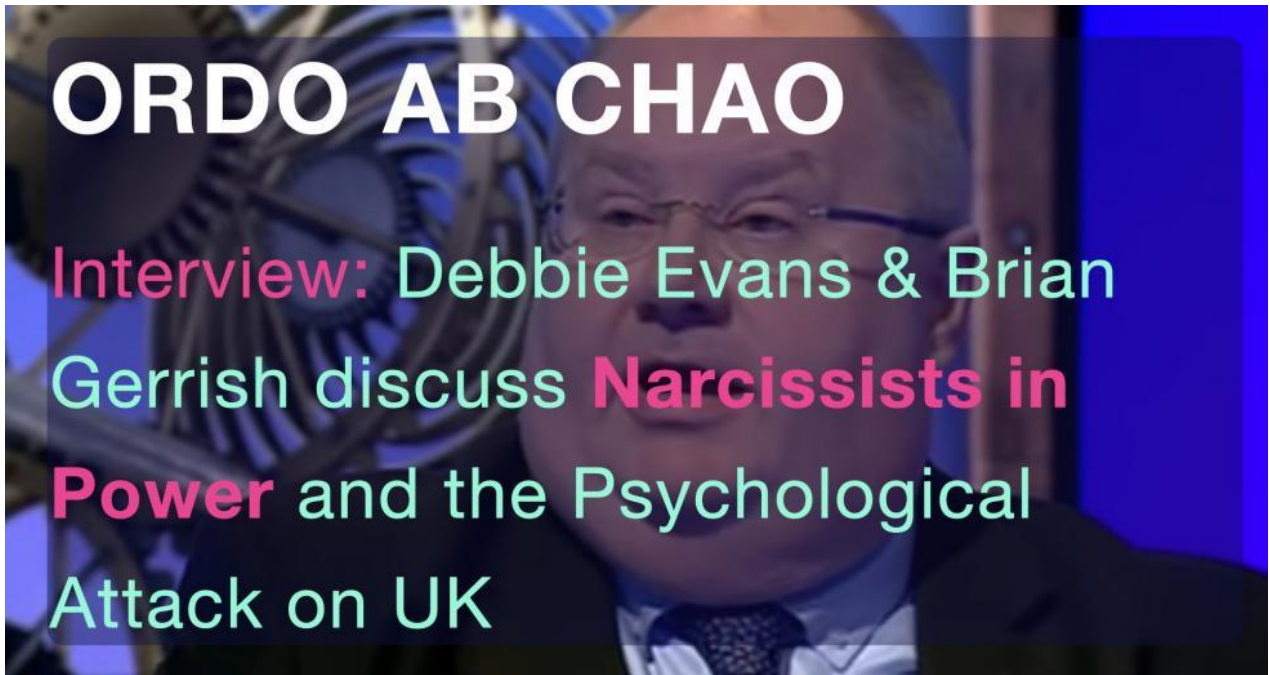 ORDO AB CHAO
Interview: Debbie Evans & Brian
Gerrish discuss Narcissists in
Power and the Psychological
Attack on UK